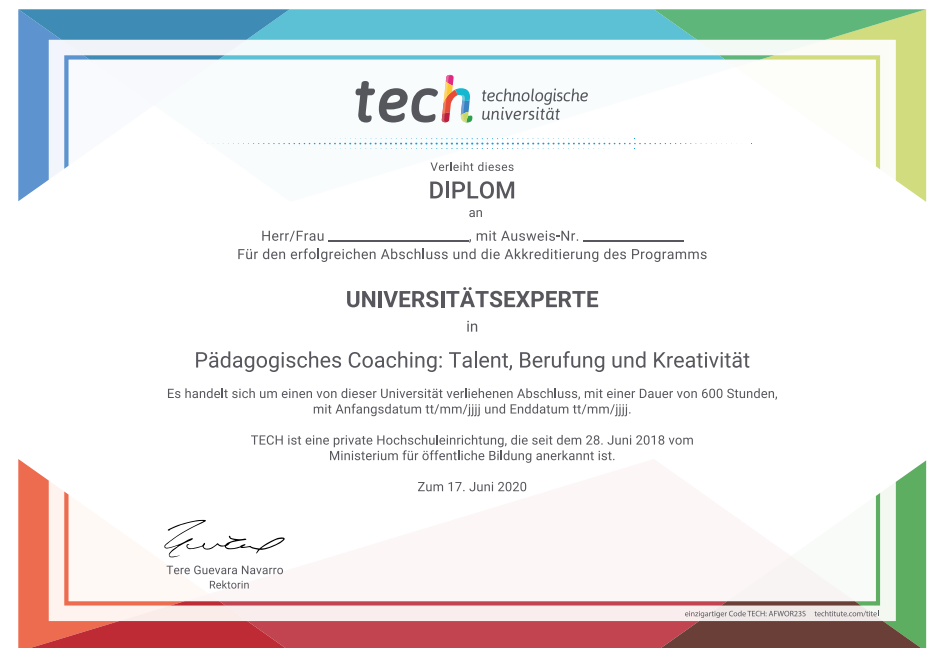 tech technologische
universität
Verleiht dieses
DIPLOM
an
Herr/Frau ____________________, mit Ausweis-Nr. ______________
Für den erfolgreichen Abschluss und die Akkreditierung des Programms
UNIVERSITÄTSEXPERTE
in
Pädagogisches Coaching: Talent, Berufung und Kreativität
Es handelt sich um einen von dieser Universität verliehenen Abschluss, mit einer Dauer von 600 Stunden,
mit Anfangsdatum tt/mm/jjjj und Enddatum tt/mm/jjjj.
TECH ist eine private Hochschuleinrichtung, die seit dem 28. Juni 2018 vom
Ministerium für öffentliche Bildung anerkannt ist.
Zum 17. Juni 2020
Tere Guevara Navarro
Rektorin
einzigartiger Code TECH: AFWOR23S techtitute.com/titel